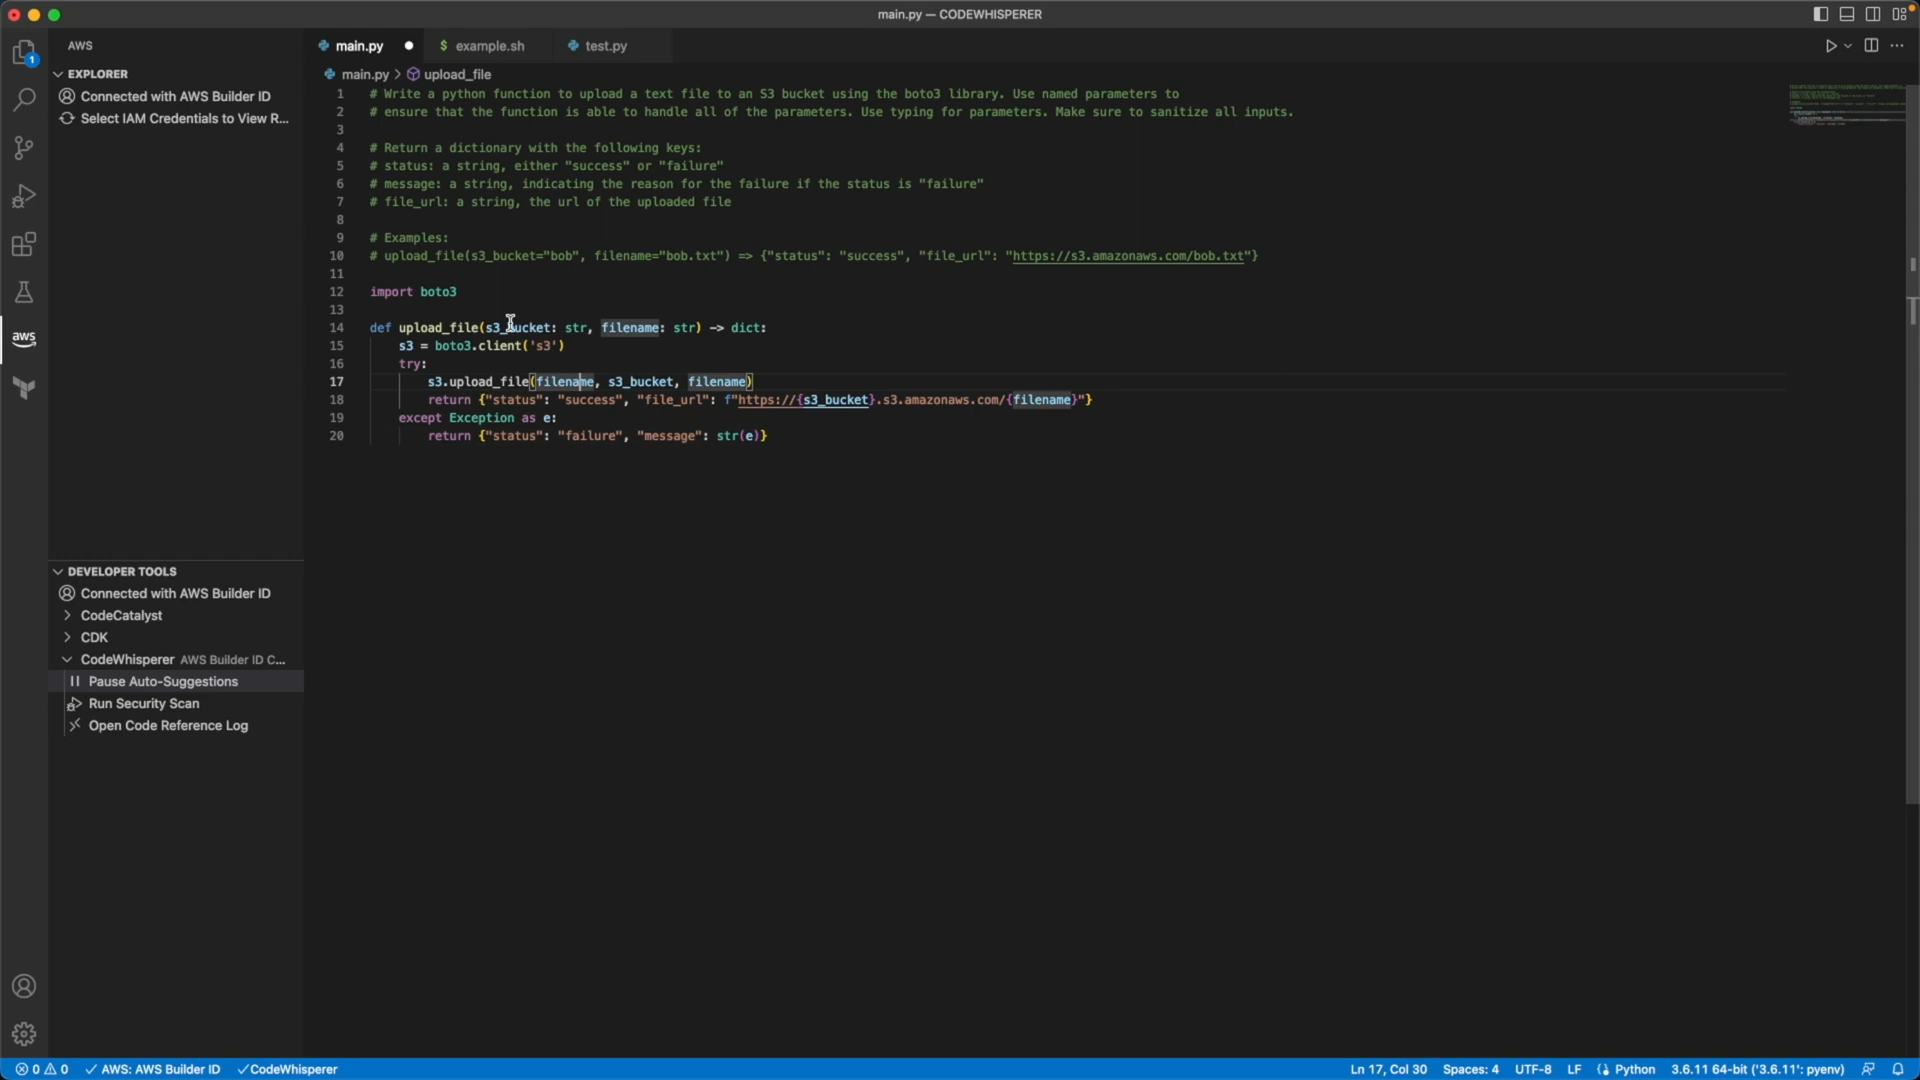 main.py — CODEWHISPERER
AWS
EXPLORER
Connected with AWS Builder ID
Select IAM Credentials to View R...
1
aws
DEVELOPER TOOLS
Connected with AWS Builder ID
CodeCatalyst
CDK
CodeWhisperer AWS Builder ID C...
Pause Auto-Suggestions
Run Security Scan
Open Code Reference Log
main.py
$ example.sh
test.py
main.py > upload_file
1 # Write a python function to upload a text file to an S3 bucket using the boto3 library. Use named parameters to
2 # ensure that the function is able to handle all of the parameters. Use typing for parameters. Make sure to sanitize all inputs.
3
4 # Return a dictionary with the following keys:
5 # status: a string, either "success" or "failure"
6 # message: a string, indicating the reason for the failure if the status is "failure"
7 # file_url: a string, the url of the uploaded file
8
9 # Examples:
10 # upload_file(s3_bucket="bob", filename="bob.txt") => {"status": "success", "file_url": "https://s3.amazonaws.com/bob.txt"}
11
12 import boto3
13
14 def upload_file(s3_bucket: str, filename: str) -> dict:
15     s3 = boto3.client('s3')
16     try:
17         s3.upload_file(filename, s3_bucket, filename)
18         return {"status": "success", "file_url": f"https://{s3_bucket}.s3.amazonaws.com/{filename}"}
19     except Exception as e:
20         return {"status": "failure", "message": str(e)}
0 0 AWS: AWS Builder ID CodeWhisperer Ln 17, Col 30 Spaces: 4 UTF-8 LF Python 3.6.11 64-bit ('3.6.11': pyenv)